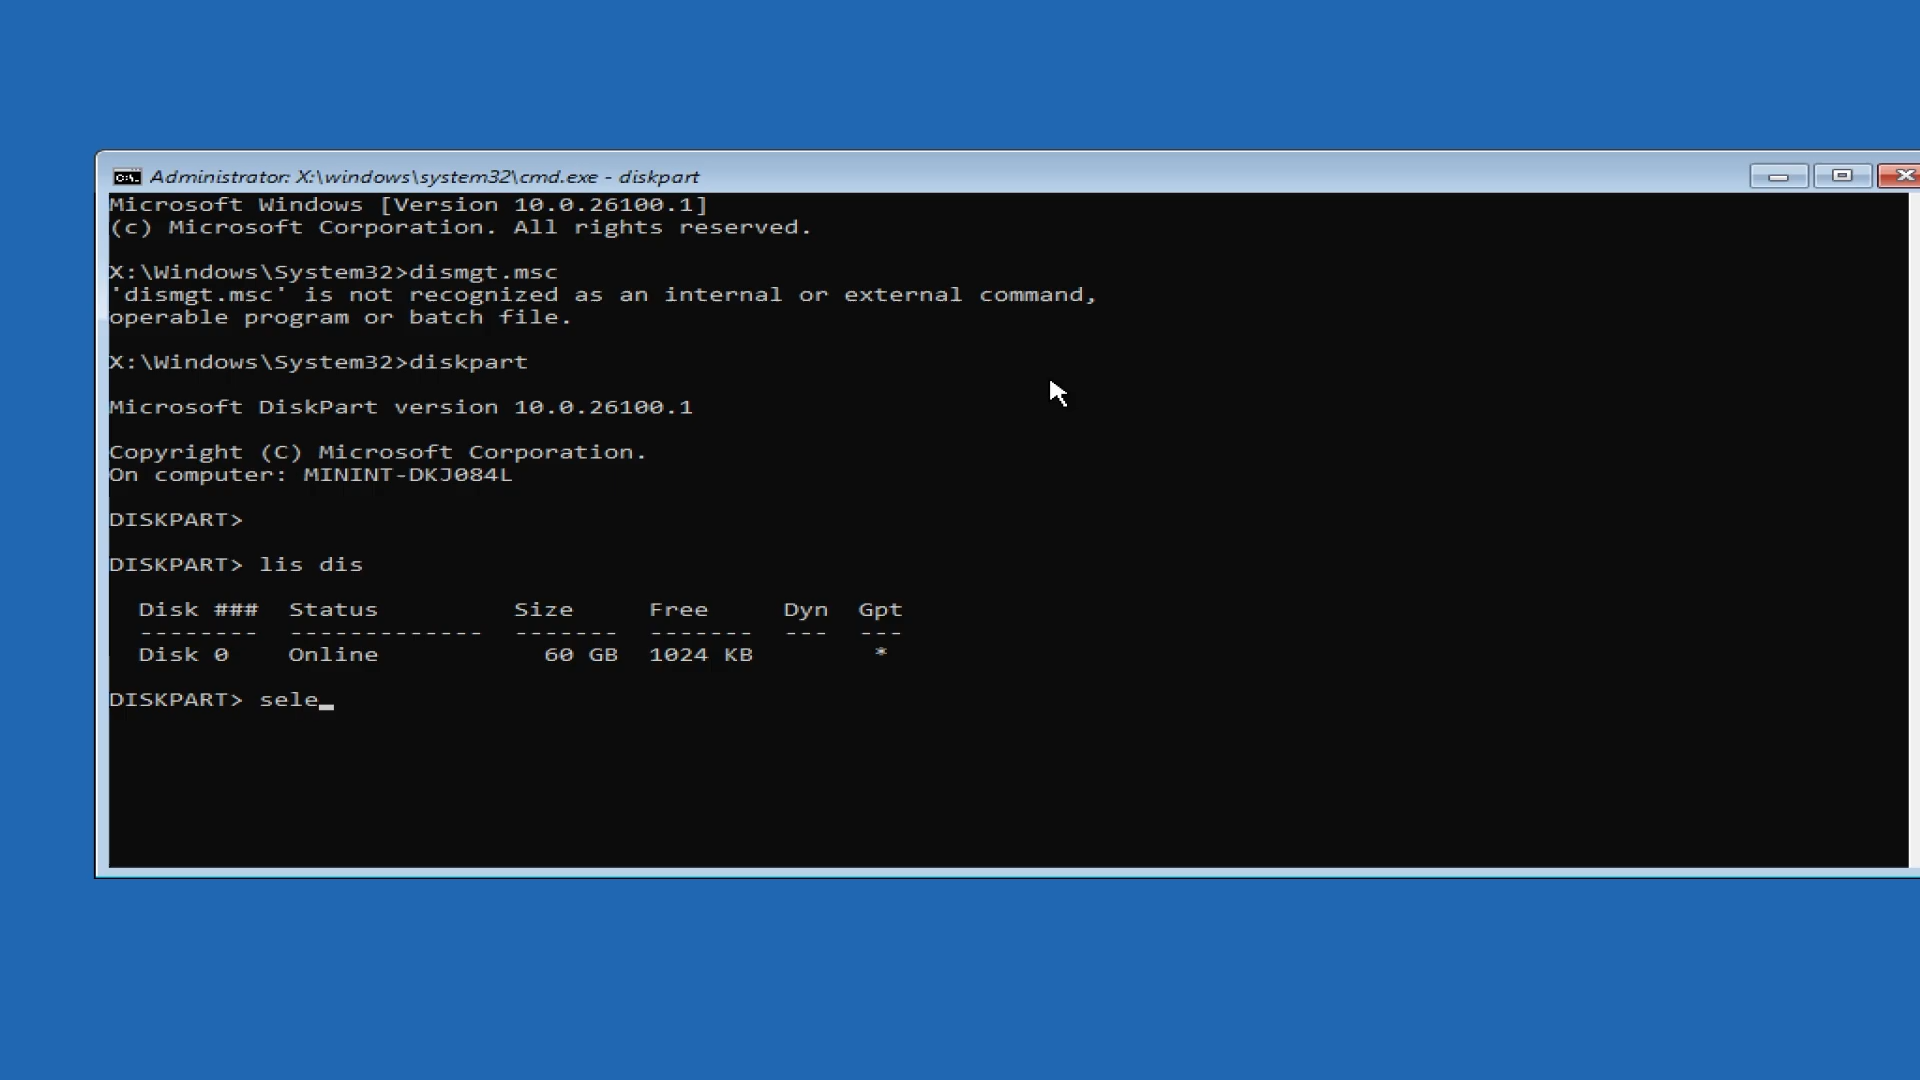 Administrator: X:\windows\system32\cmd.exe - diskpart
Microsoft Windows [Version 10.0.26100.1]
(c) Microsoft Corporation. All rights reserved.
X:\Windows\System32>dismgt.msc
'dismgt.msc' is not recognized as an internal or external command,
operable program or batch file.
X:\Windows\System32>diskpart
Microsoft DiskPart version 10.0.26100.1
Copyright (C) Microsoft Corporation.
On computer: MININT-DKJ084L
DISKPART>
DISKPART> lis dis
  Disk ###  Status         Size     Free     Dyn  Gpt
  --------  -------------  -------  -------  ---  ---
  Disk 0    Online           60 GB  1024 KB        *
DISKPART> sele_